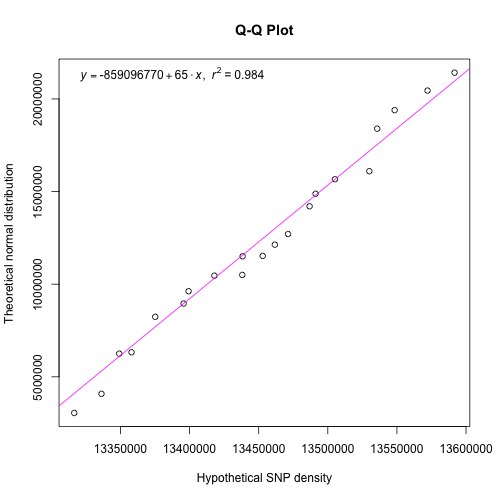 Q-Q Plot
y = -859096770 + 65 · x, r² = 0.984
20000000
15000000
10000000
5000000
Theoretical normal distribution
13350000 13400000 13450000 13500000 13550000 13600000
Hypothetical SNP density